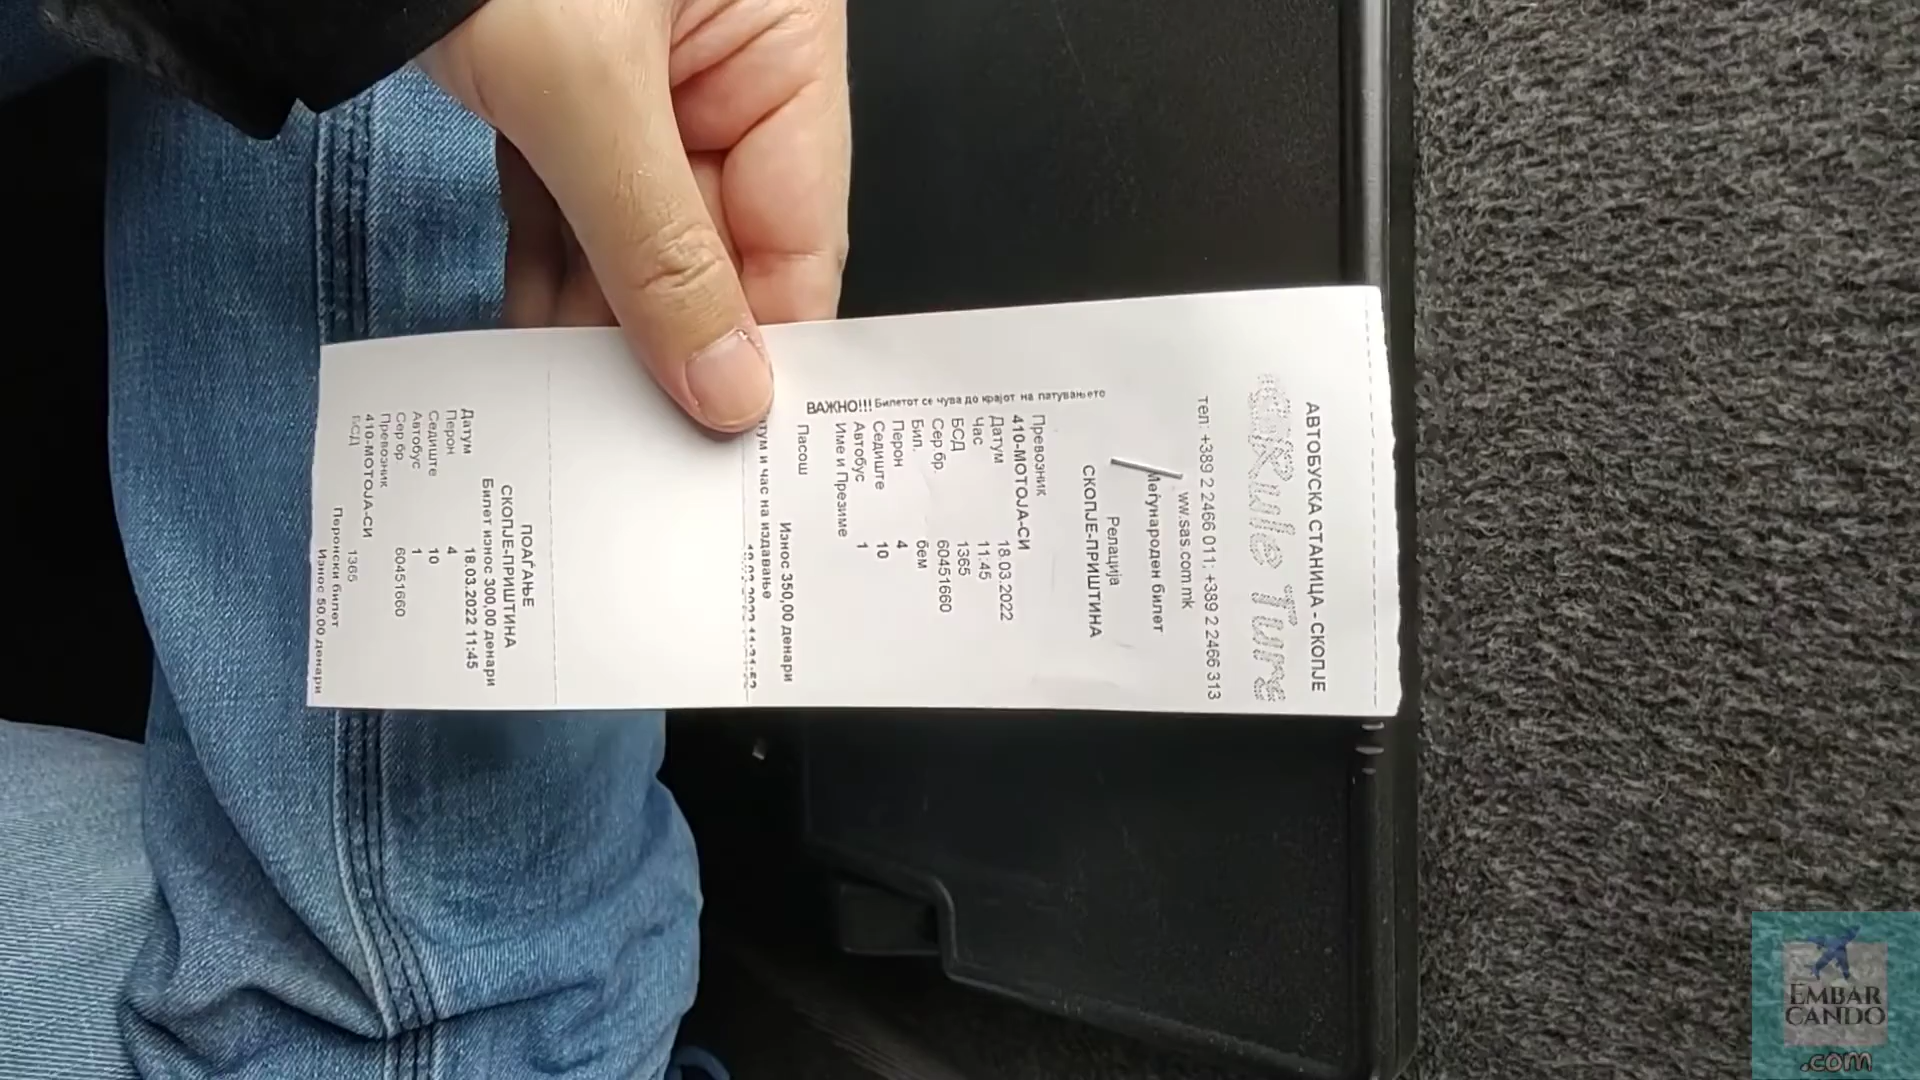 АВТОБУСКА СТАНИЦА - СКОПЈЕ
Rule Turs
тел: +389 2 2466 011: +389 2 2466 313
ww.sas.com.mk
Меѓународен билет
Релација
СКОПЈЕ-ПРИШТИНА
Превозник
410-МОТОЈА-СИ
Датум 18.03.2022
Час 11:45
БСД 1365
Сер бр. 60451660
Бил. бем
Перон 4
Седиште 10
Автобус 1
Име и Презиме
Пасош
ВАЖНО!!! Билетот се чува до крајот на патувањето
Износ 350,00 денари
тум и час на издавање
ПОАЃАЊЕ
СКОПЈЕ-ПРИШТИНА
Билет износ 300,00 денари
Датум 18.03.2022 11:45
Перон 4
Седиште 10
Автобус 1
Сер бр. 60451660
Превозник
410-МОТОЈА-СИ
БСД 1365
Перонски билет
Износ 50,00 денари
EMBAR
CANDO
.com